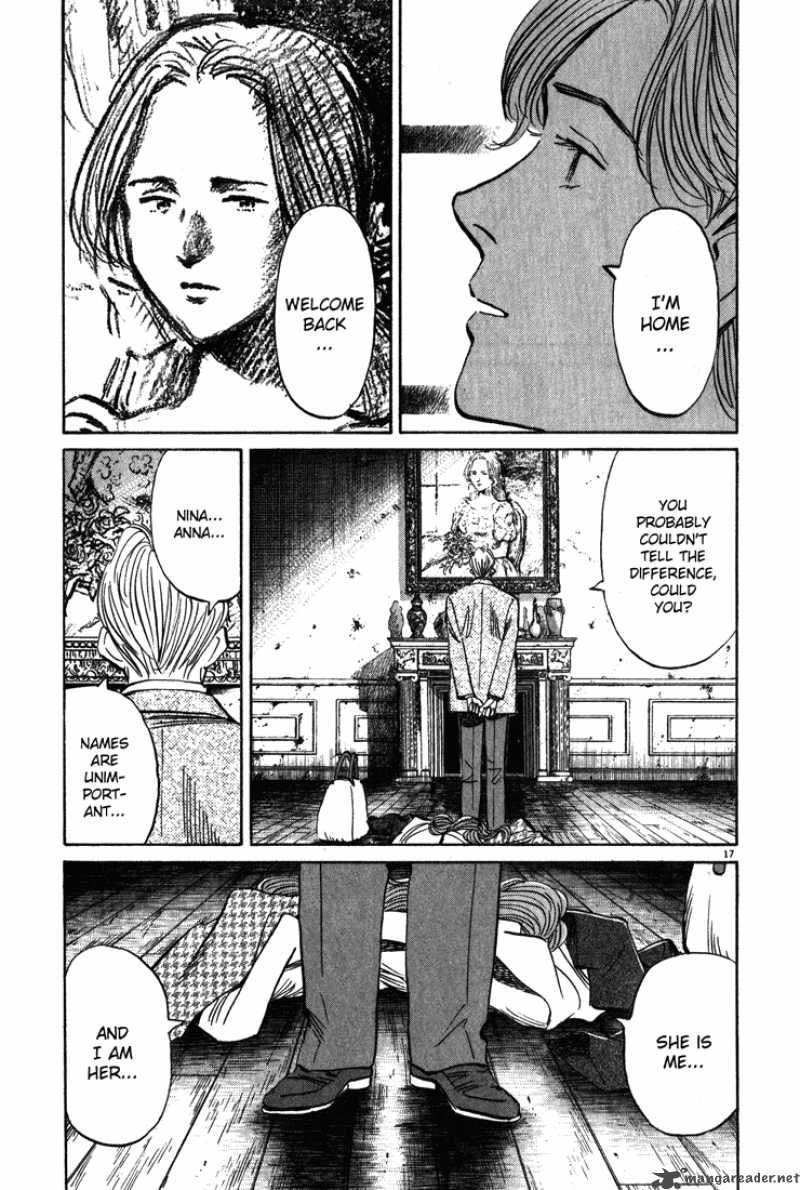 I'M
HOME
...
WELCOME
BACK
...
YOU
PROBABLY
COULDN'T
TELL THE
DIFFERENCE,
COULD
YOU?
NINA...
ANNA...
NAMES
ARE
UNIM-
PORT-
ANT...
17
SHE IS
ME...
AND
I AM
HER...
mangareader.net